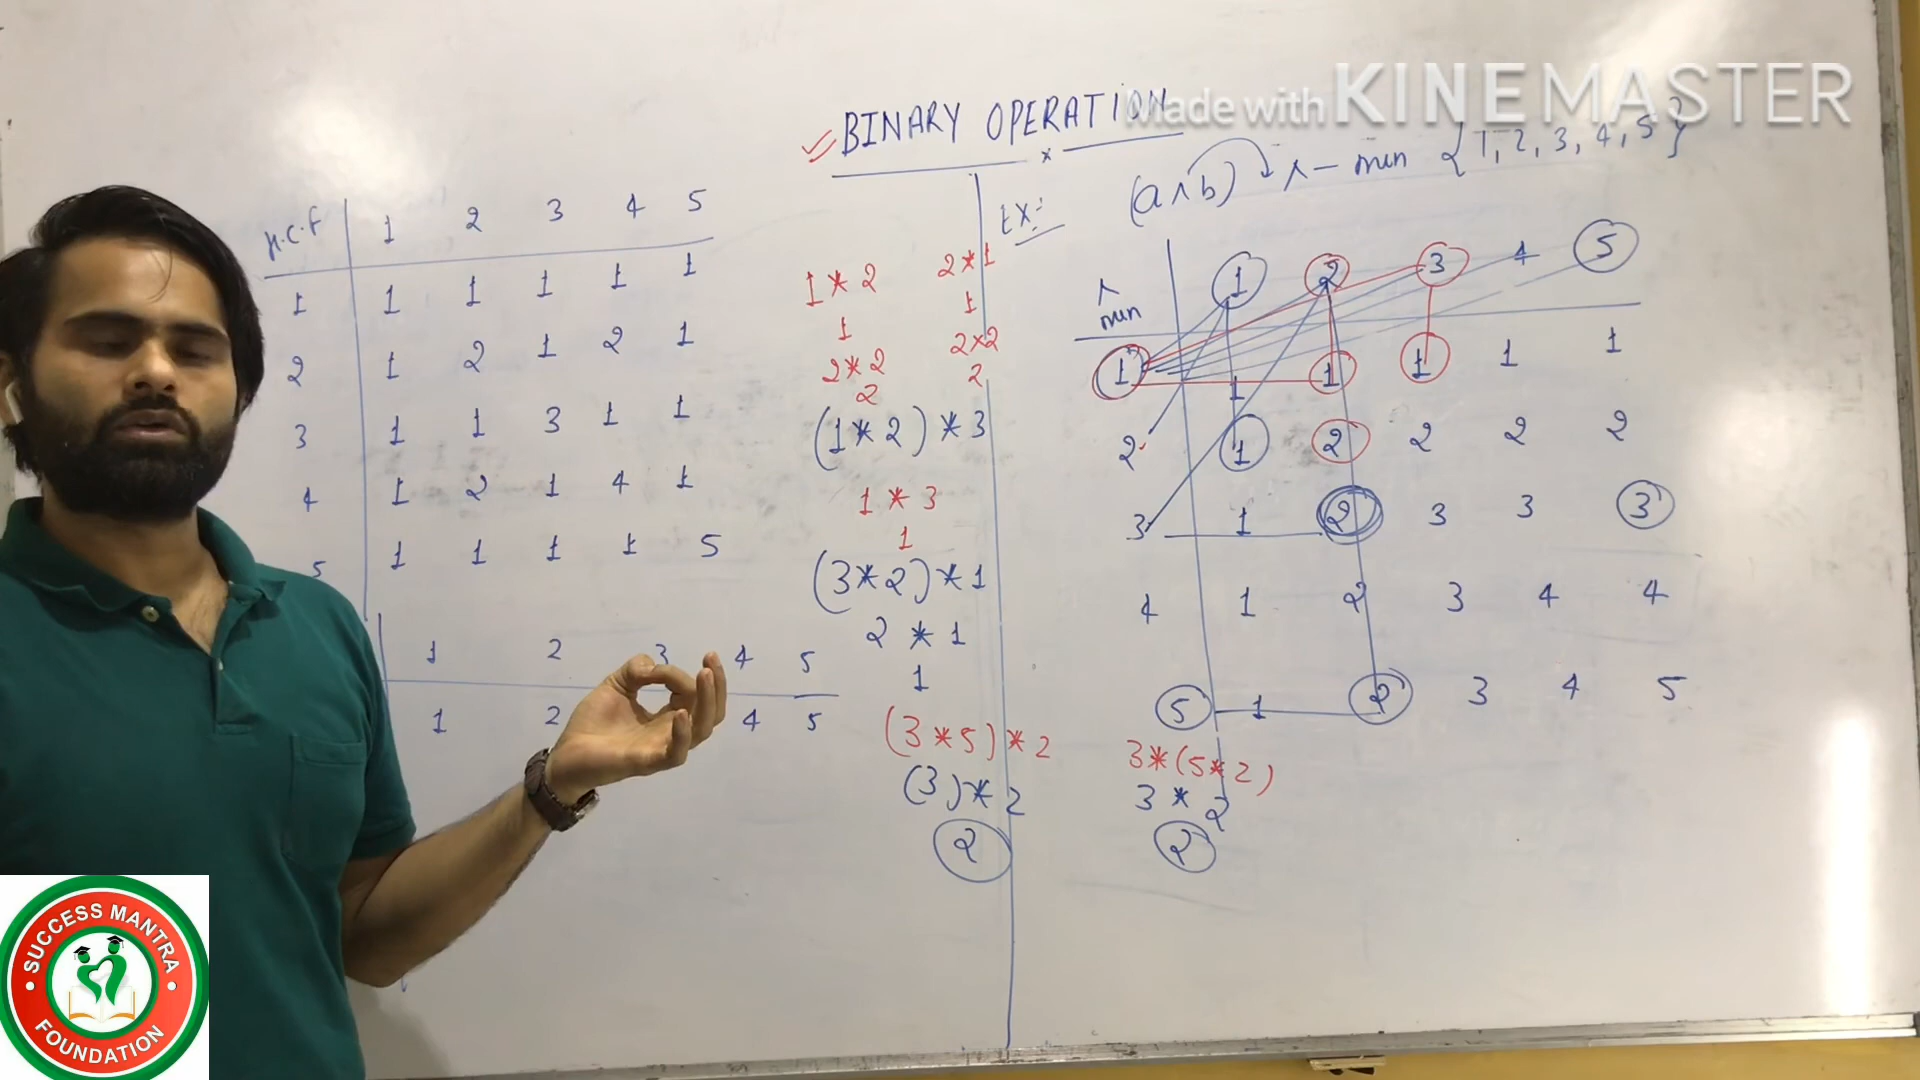 Made with KINEMASTER
BINARY OPERATION
x
Ex:-
(a ∧ b) ∧ - min {1, 2, 3, 4, 5}
H.C.F 1 2 3 4 5
1 1 1 1 1 1
2 1 2 1 2 1
3 1 1 3 1 1
4 1 2 1 4 1
5 1 1 1 1 5
1 2 3 4 5
1 2 4 5
1 * 2 2 * 1
1 1
2 * 2 2 × 2
2 2
(1 * 2) * 3
1 * 3
1
(3 * 2) * 1
2 * 1
1
(3 * 5) * 2
(3) * 2
2
∧
min 1 2 3 4 5
1 1 1 1 1 1
2 1 2 2 2 2
3 1 2 3 3 3
4 1 2 3 4 4
5 1 2 3 4 5
3 * (5 * 2)
3 * 2
2
SUCCESS MANTRA
FOUNDATION